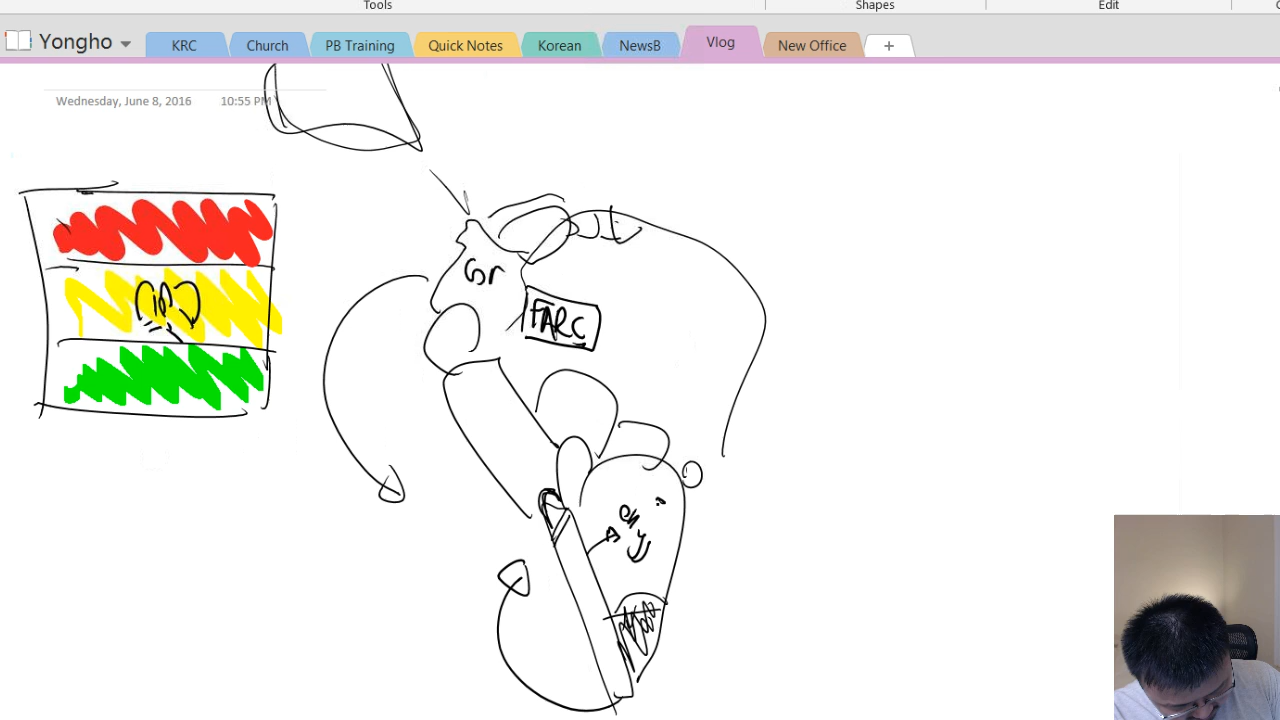 Tools
Shapes
Edit
Yongho
KRC
Church
PB Training
Quick Notes
Korean
NewsB
Vlog
New Office
+
Wednesday, June 8, 2016
10:55 PM
Gr
FARC